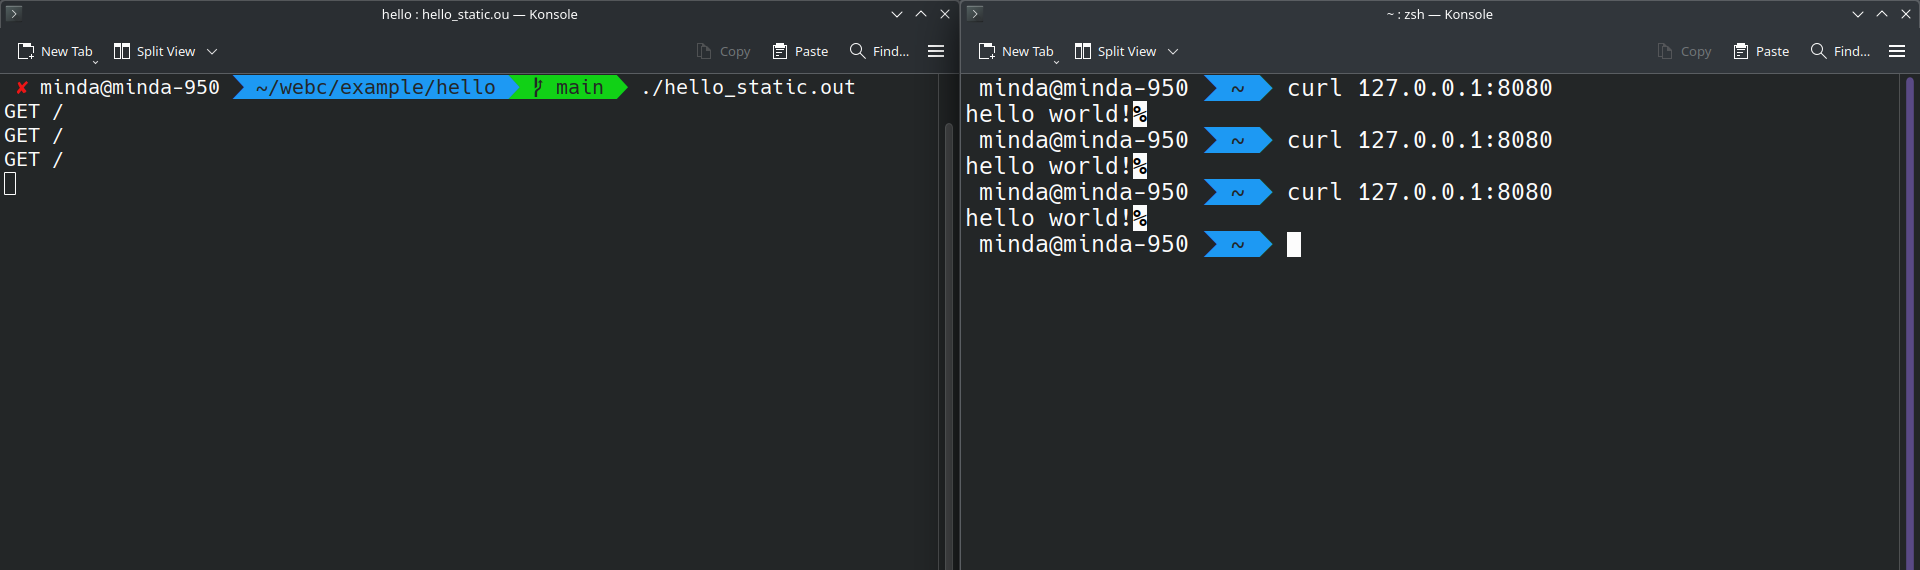 hello : hello_static.ou — Konsole
New Tab Split View Copy Paste Find...
✘ minda@minda-950 ~/webc/example/hello main ./hello_static.out
GET /
GET /
GET /
~ : zsh — Konsole
New Tab Split View Copy Paste Find...
minda@minda-950 ~ curl 127.0.0.1:8080
hello world!%
minda@minda-950 ~ curl 127.0.0.1:8080
hello world!%
minda@minda-950 ~ curl 127.0.0.1:8080
hello world!%
minda@minda-950 ~